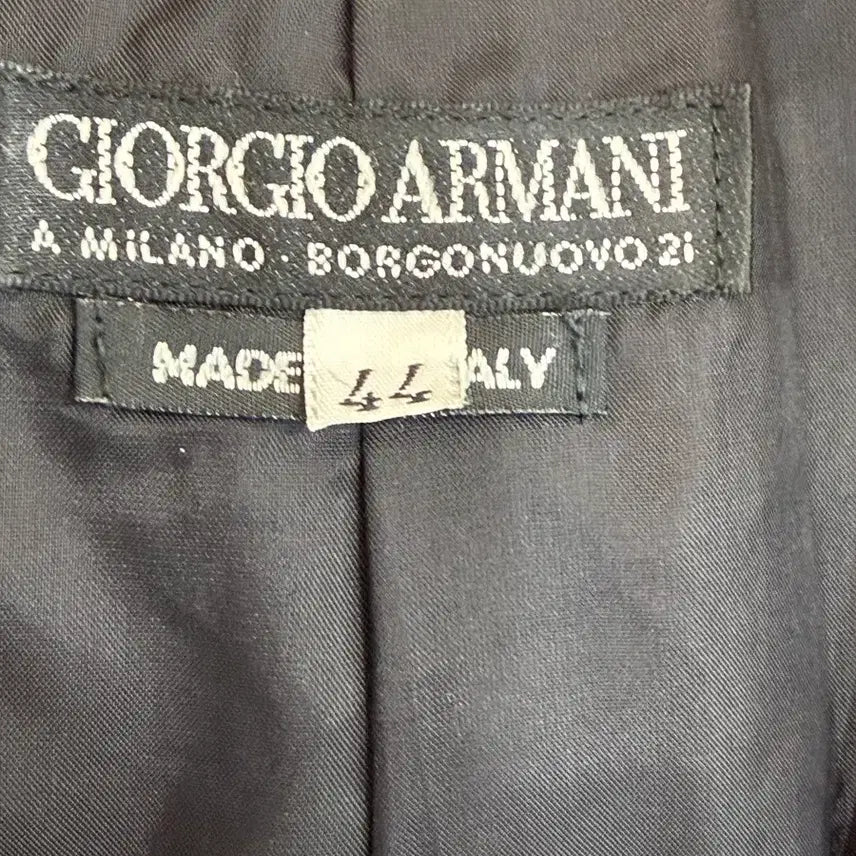 GIORGIO ARMANI
A MILANO · BORGONUOVO 21
MADE 44 ALY